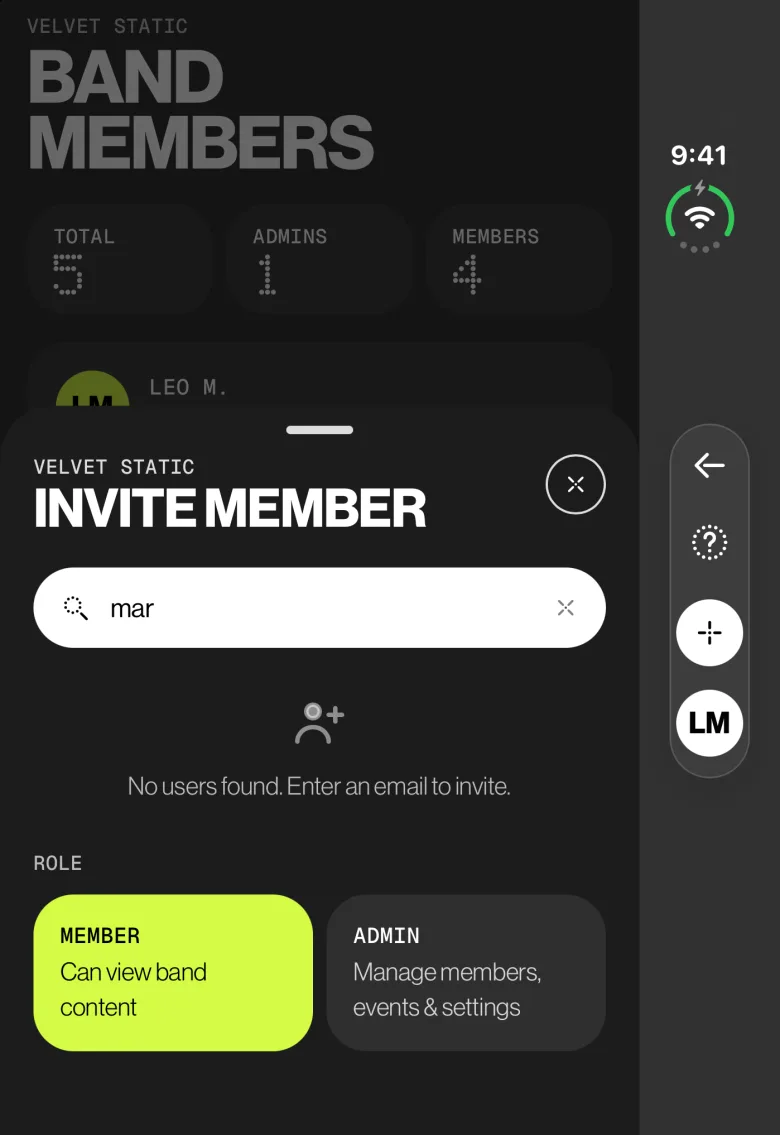 VELVET STATIC
BAND
MEMBERS
TOTAL
5
ADMINS
1
MEMBERS
4
LM
LEO M.
VELVET STATIC
INVITE MEMBER
mar
No users found. Enter an email to invite.
ROLE
MEMBER
Can view band
content
ADMIN
Manage members,
events & settings
9:41
?
LM